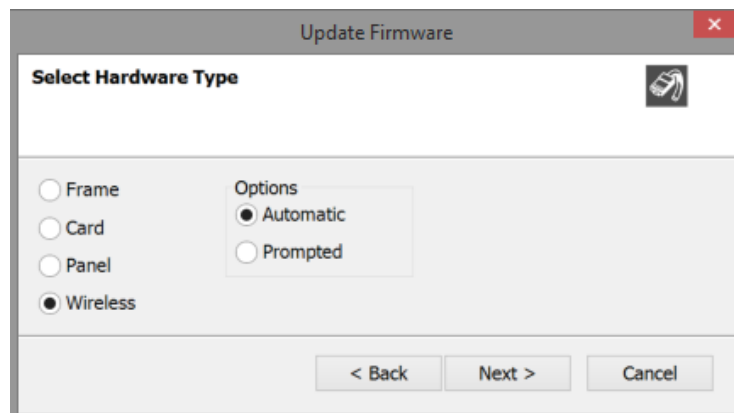 Update Firmware
Select Hardware Type
Frame
Card
Panel
Wireless
Options
Automatic
Prompted
< Back
Next >
Cancel